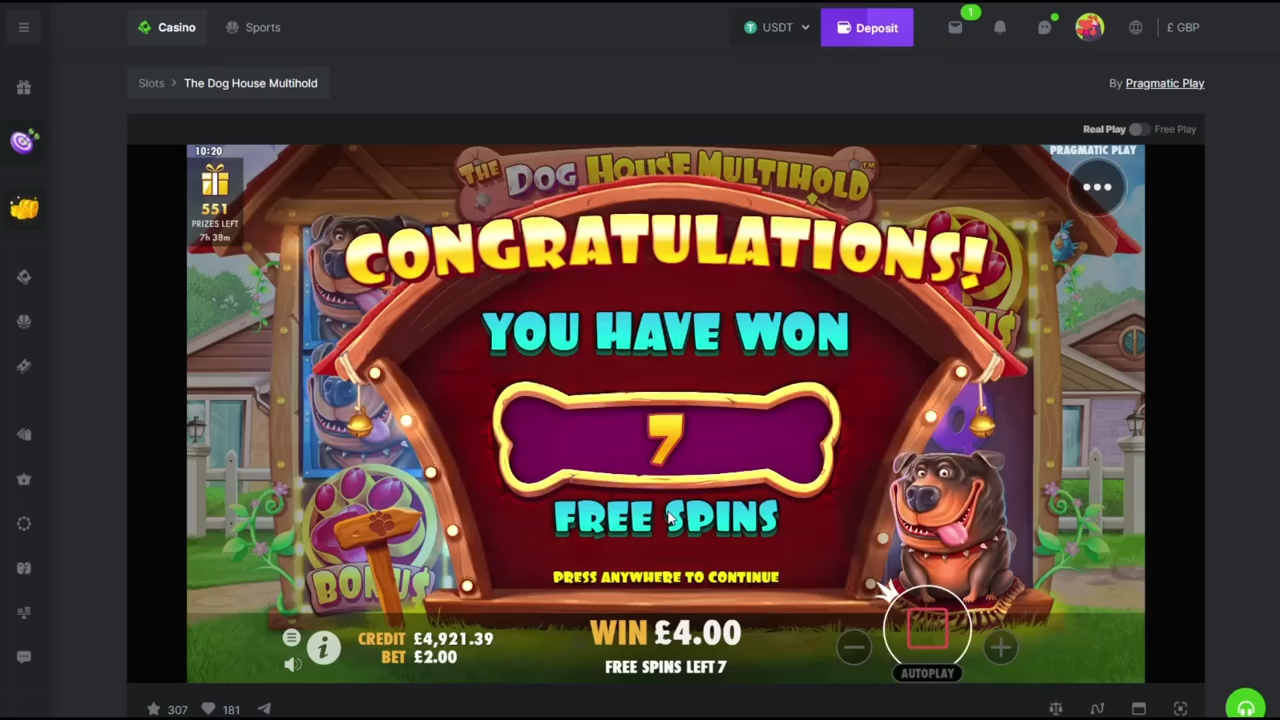 1
Casino
Sports
USDT
Deposit
£ GBP
Slots > The Dog House Multihold
By Pragmatic Play
Real Play
Free Play
10:20
PRAGMATIC PLAY
THE DOG HOUSE MULTIHOLD™
551
PRIZES LEFT
7h 38m
CONGRATULATIONS!
YOU HAVE WON
7
FREE SPINS
PRESS ANYWHERE TO CONTINUE
BONUS
CREDIT £4,921.39
BET £2.00
WIN £4.00
FREE SPINS LEFT 7
AUTOPLAY
307
181